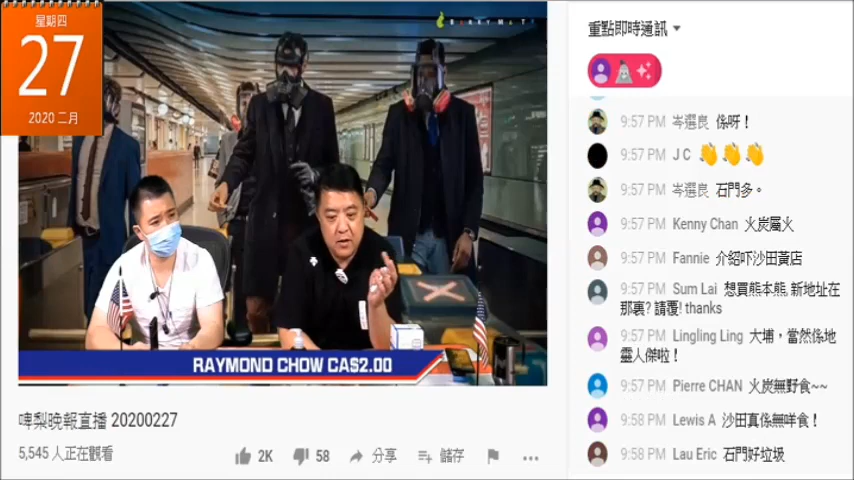 星期四
27
2020 二月
RAYMOND CHOW CA$2.00
啤梨晚報直播 20200227
5,545 人正在觀看
2K
58
分享
儲存
重點即時通訊
9:57 PM 岑選良 係呀！
9:57 PM J C 👏👏👏
9:57 PM 岑選良 石門多。
9:57 PM Kenny Chan 火炭屬火
9:57 PM Fannie 介紹吓沙田黃店
9:57 PM Sum Lai 想買熊本熊, 新地址在
那裏? 請覆! thanks
9:57 PM Lingling Ling 大埔，當然係地
靈人傑啦！
9:57 PM Pierre CHAN 火炭無野食~~
9:58 PM Lewis A 沙田真係無咩食！
9:58 PM Lau Eric 石門好垃圾